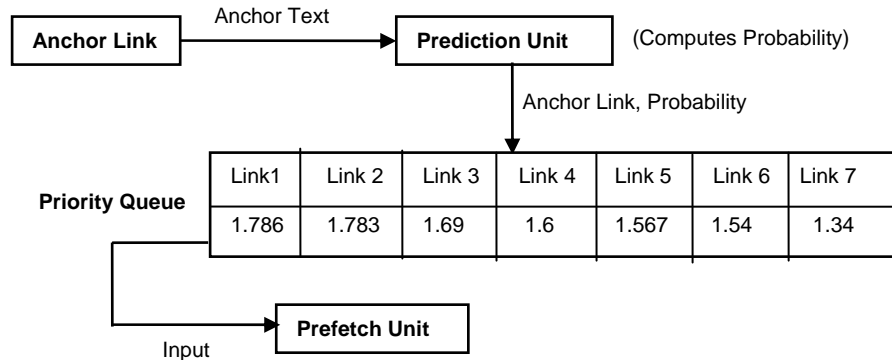 Anchor Text
Anchor Link
Prediction Unit
(Computes Probability)
Anchor Link, Probability
Link1 Link 2 Link 3 Link 4 Link 5 Link 6 Link 7
Priority Queue
1.786 1.783 1.69 1.6 1.567 1.54 1.34
Prefetch Unit
Input